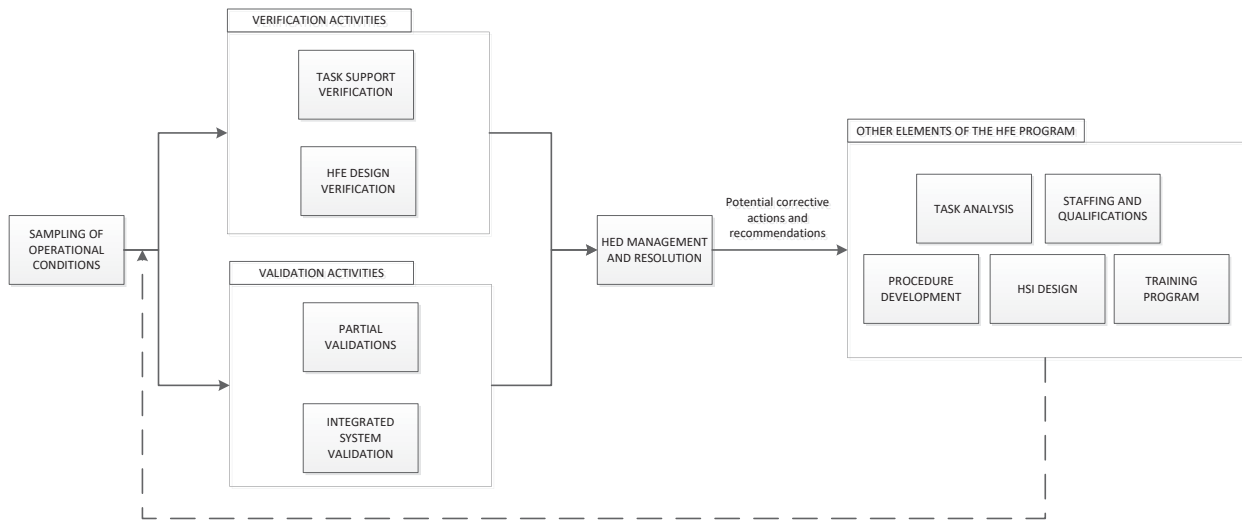 VERIFICATION ACTIVITIES
TASK SUPPORT
VERIFICATION
HFE DESIGN
VERIFICATION
SAMPLING OF
OPERATIONAL
CONDITIONS
VALIDATION ACTIVITIES
PARTIAL
VALIDATIONS
INTEGRATED
SYSTEM
VALIDATION
HED MANAGEMENT
AND RESOLUTION
Potential corrective
actions and
recommendations
OTHER ELEMENTS OF THE HFE PROGRAM
TASK ANALYSIS
STAFFING AND
QUALIFICATIONS
PROCEDURE
DEVELOPMENT
HSI DESIGN
TRAINING
PROGRAM